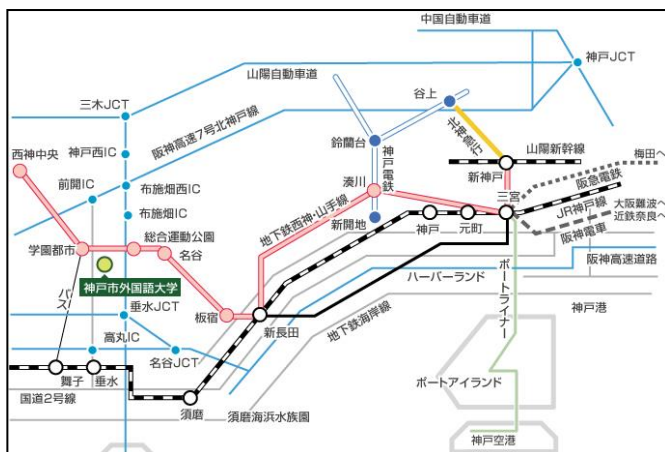 中国自動車道
神戸JCT
山陽自動車道
谷上
三木JCT
阪神高速7号北神戸線
北神急行
鈴蘭台
神戸電鉄
西神中央
神戸西IC
山陽新幹線
梅田へ
新神戸
前開IC
布施畑西IC
湊川
三宮
阪急電鉄
布施畑IC
地下鉄西神・山手線
JR神戸線
大阪難波へ
近鉄奈良へ
新開地
神戸
元町
阪神電車
学園都市
総合運動公園
名谷
神戸市外国語大学
バス
ハーバーランド
ポートライナー
阪神高速道路
垂水JCT
板宿
新長田
地下鉄海岸線
神戸港
高丸IC
名谷JCT
舞子
垂水
ポートアイランド
国道2号線
須磨
須磨海浜水族園
神戸空港